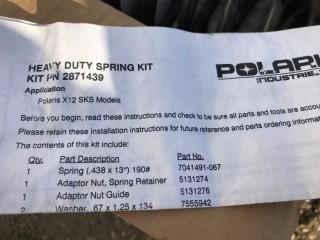 HEAVY DUTY SPRING KIT
KIT P/N 2871439
POLARI
INDUSTRIE
Application
Polaris X12 SKS Models
Before you begin, read these instructions and check to be sure all parts and tools are accou
Please retain these installation instructions for future reference and parts ordering informat
The contents of this kit include:
Qty. Part Description Part No.
1 Spring (.438 x 13") 190# 7041491-067
1 Adaptor Nut, Spring Retainer 5131274
1 Adaptor Nut Guide 5131276
2 Washer, .67 x 1.25 x 134 7555942